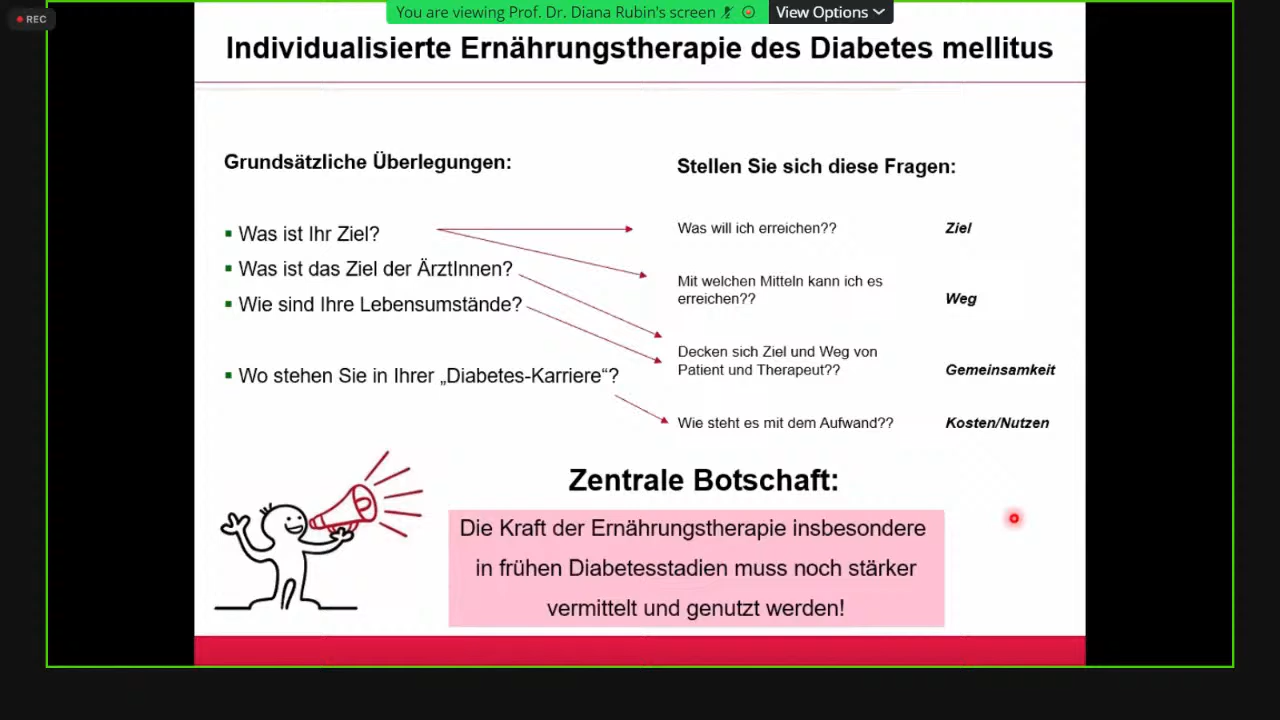 REC
You are viewing Prof. Dr. Diana Rubin's screen
View Options
Individualisierte Ernährungstherapie des Diabetes mellitus
Grundsätzliche Überlegungen:
▪ Was ist Ihr Ziel?
▪ Was ist das Ziel der ÄrztInnen?
▪ Wie sind Ihre Lebensumstände?
▪ Wo stehen Sie in Ihrer „Diabetes-Karriere“?
Stellen Sie sich diese Fragen:
Was will ich erreichen?? Ziel
Mit welchen Mitteln kann ich es
erreichen?? Weg
Decken sich Ziel und Weg von
Patient und Therapeut?? Gemeinsamkeit
Wie steht es mit dem Aufwand?? Kosten/Nutzen
Zentrale Botschaft:
Die Kraft der Ernährungstherapie insbesondere
in frühen Diabetesstadien muss noch stärker
vermittelt und genutzt werden!